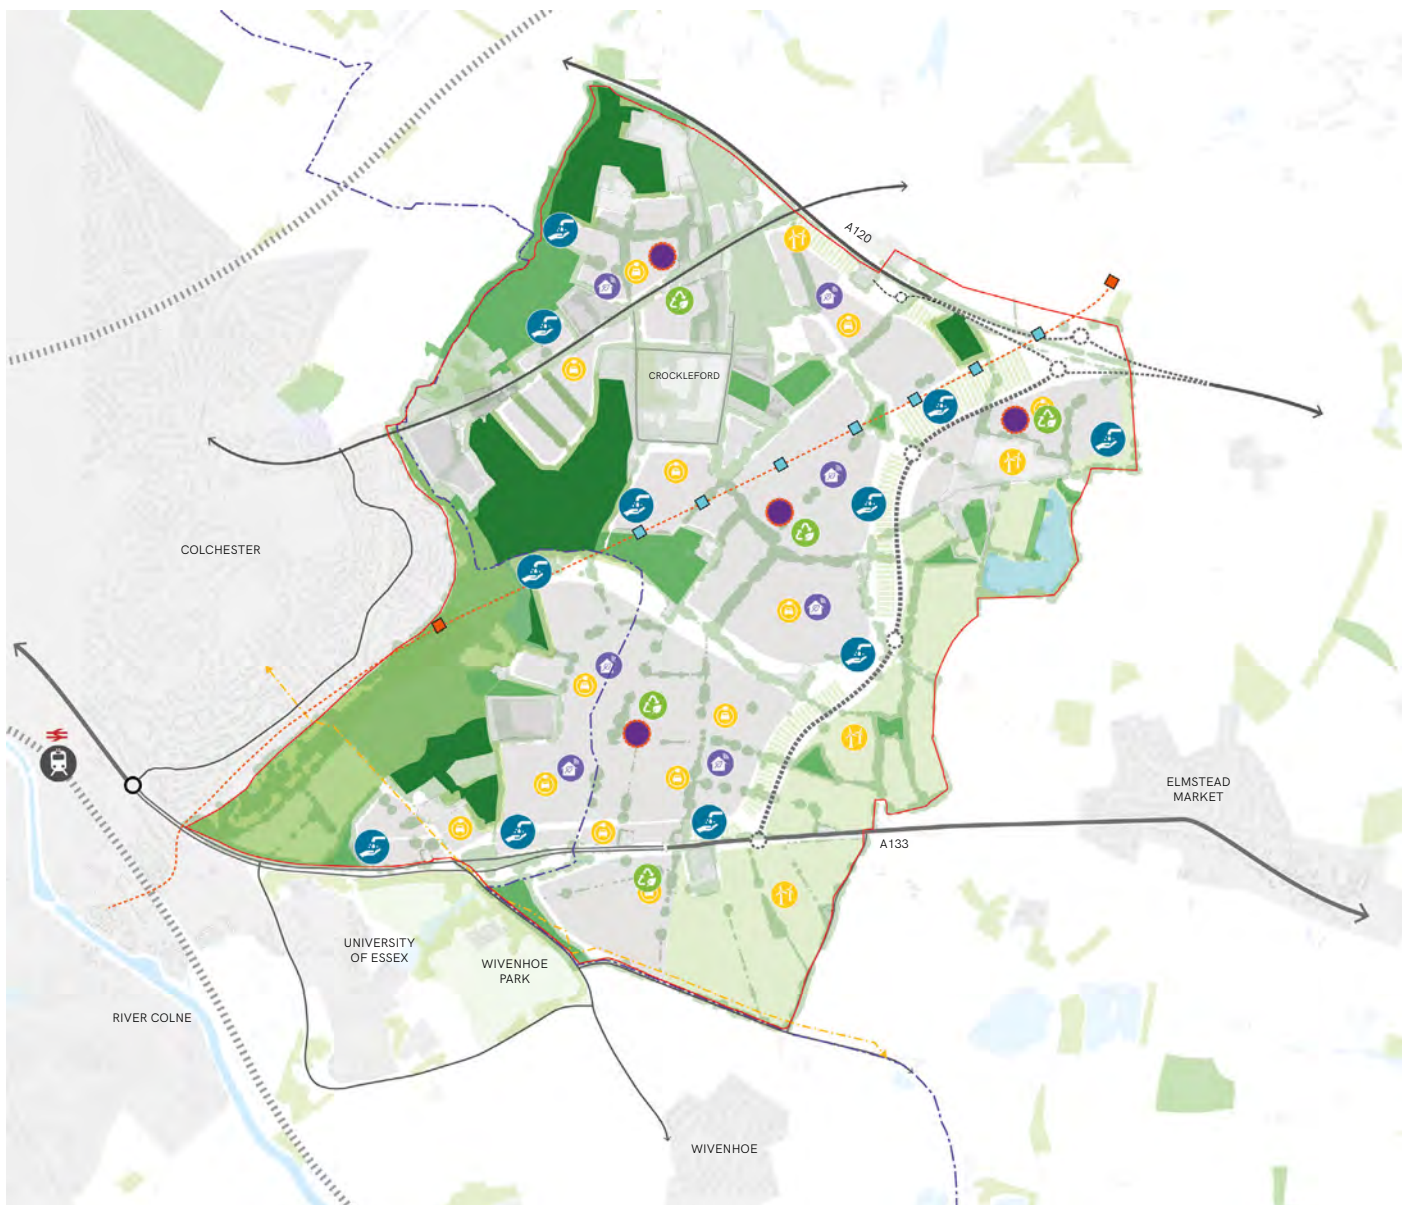 A120
CROCKLEFORD
COLCHESTER
ELMSTEAD
MARKET
A133
UNIVERSITY
OF ESSEX
WIVENHOE
PARK
RIVER COLNE
WIVENHOE